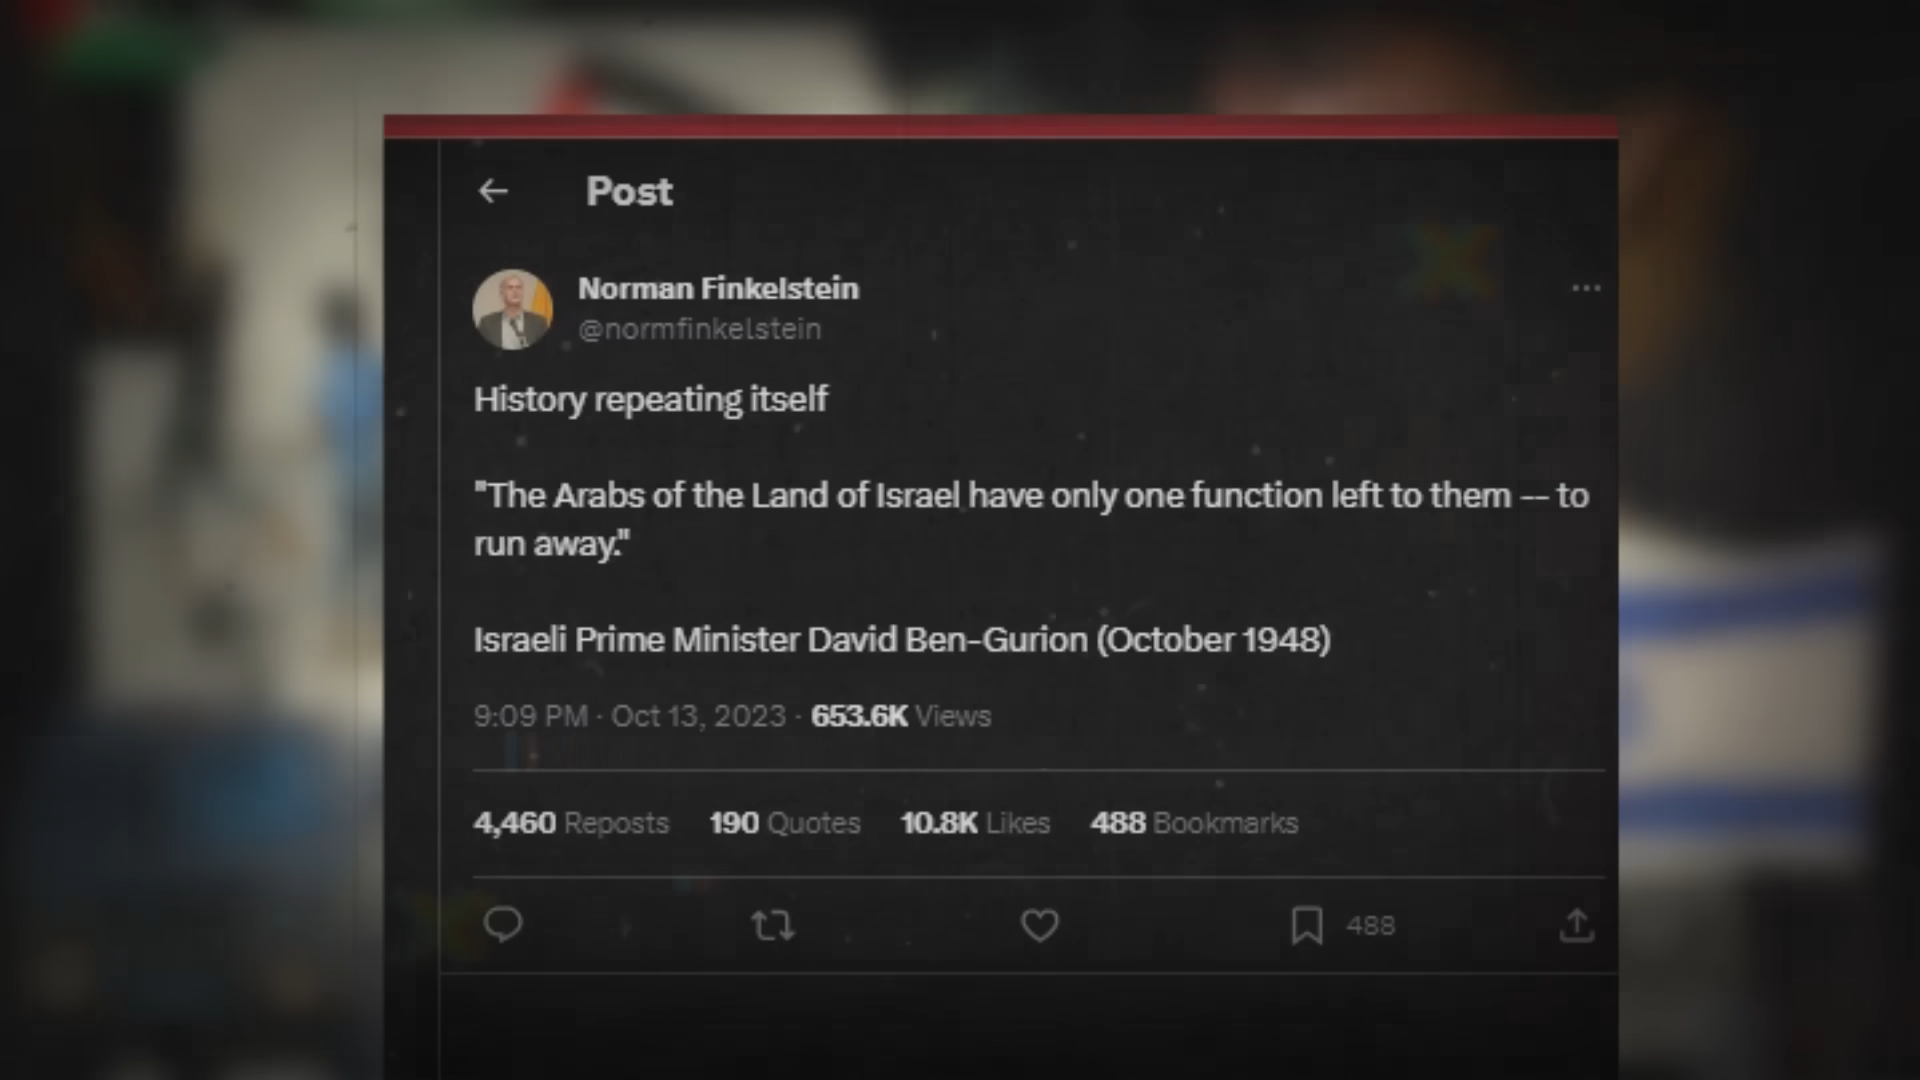 Post
Norman Finkelstein
@normfinkelstein
History repeating itself
"The Arabs of the Land of Israel have only one function left to them -- to
run away."
Israeli Prime Minister David Ben-Gurion (October 1948)
9:09 PM · Oct 13, 2023 · 653.6K Views
4,460 Reposts 190 Quotes 10.8K Likes 488 Bookmarks
488